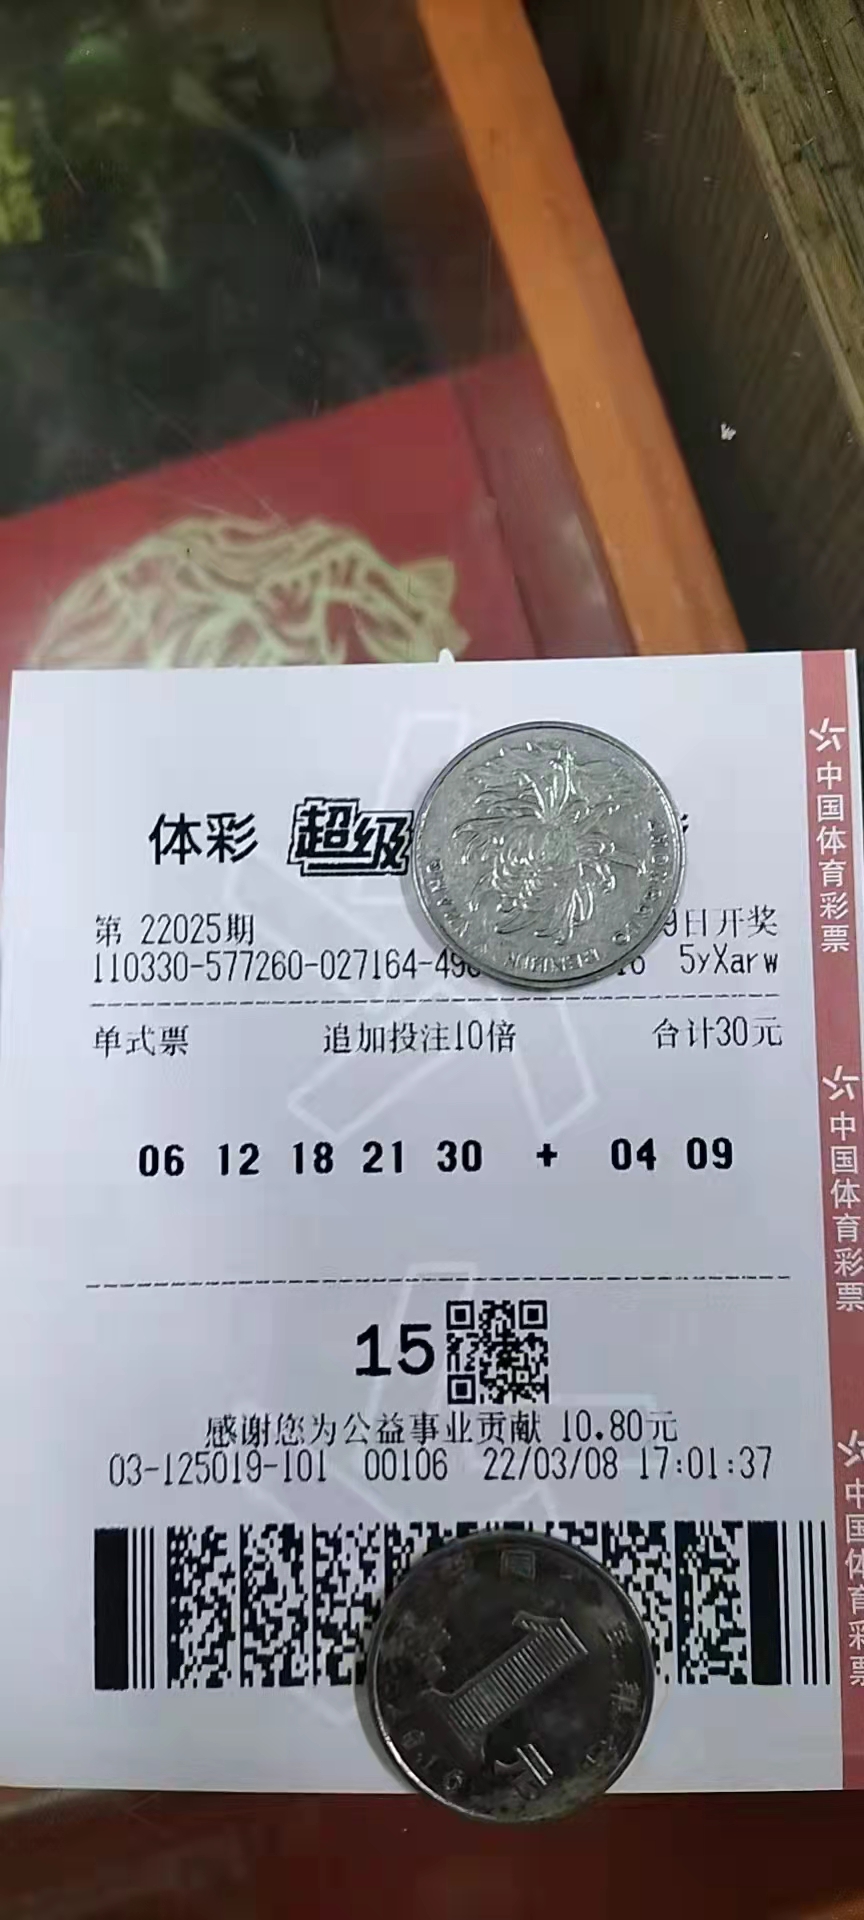 体彩 超级
第 22025期 9日开奖
110330-577260-027164-49 5yXarw
单式票 追加投注10倍 合计30元
06 12 18 21 30 + 04 09
15
感谢您为公益事业贡献 10.80元
03-125019-101 00106 22/03/08 17:01:37
中国体育彩票
中国体育彩票
中国体育彩票